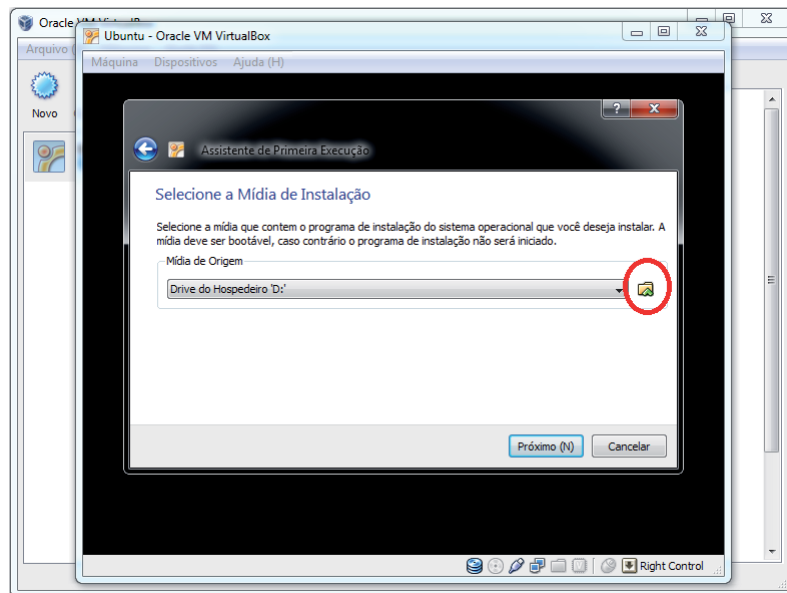 Oracle VM VirtualB
Ubuntu - Oracle VM VirtualBox
Arquivo (
Máquina Dispositivos Ajuda (H)
Novo
Assistente de Primeira Execução
Selecione a Mídia de Instalação
Selecione a mídia que contem o programa de instalação do sistema operacional que você deseja instalar. A
mídia deve ser bootável, caso contrário o programa de instalação não será iniciado.
Mídia de Origem
Drive do Hospedeiro 'D:'
Próximo (N) Cancelar
Right Control